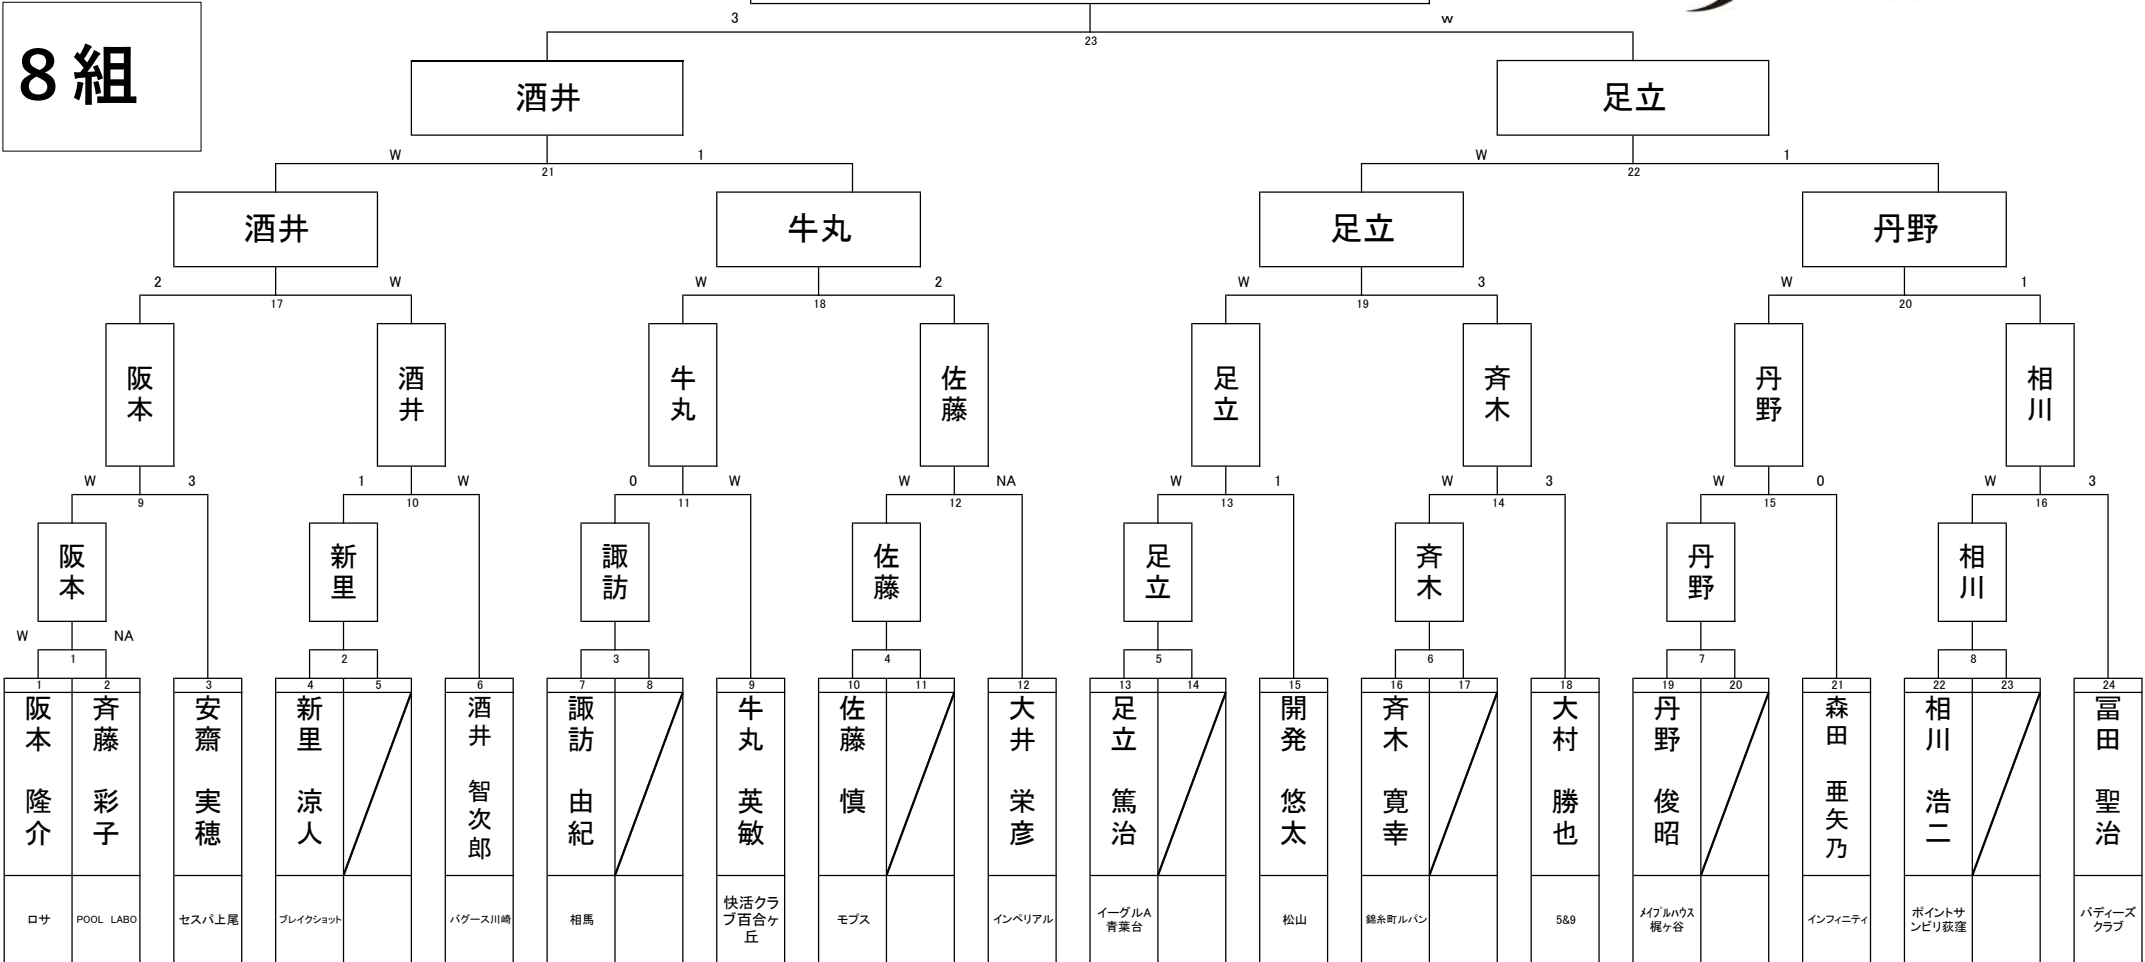 8組
3 w
23
酒井 足立
W 1 W 1
21 22
酒井 牛丸 足立 丹野
2 W W 2 W 3 W 1
17 18 19 20
阪本 酒井 牛丸 佐藤 足立 斉木 丹野 相川
W 3 1 W 0 W W NA W 1 W 3 W 0 W 3
9 10 11 12 13 14 15 16
阪本 新里 諏訪 佐藤 足立 斉木 丹野 相川
W NA
1 2 3 4 5 6 7 8
1 2 3 4 5 6 7 8 9 10 11 12 13 14 15 16 17 18 19 20 21 22 23 24
阪本 隆介
斉藤 彩子
安齋 実穂
新里 涼人
酒井 智次郎
諏訪 由紀
牛丸 英敏
佐藤 慎
大井 栄彦
足立 篤治
開発 悠太
斉木 寛幸
大村 勝也
丹野 俊昭
森田 亜矢乃
相川 浩二
冨田 聖治
ロサ
POOL LABO
セスパ上尾
ブレイクショット
バグース川崎
相馬
快活クラ
ブ百合ヶ
丘
モブス
インペリアル
イーグルA
青葉台
松山
錦糸町ルパン
5&9
メイプルハウス
梶ヶ谷
インフィニティ
ポイントサ
ンビリ荻窪
バディーズ
クラブ